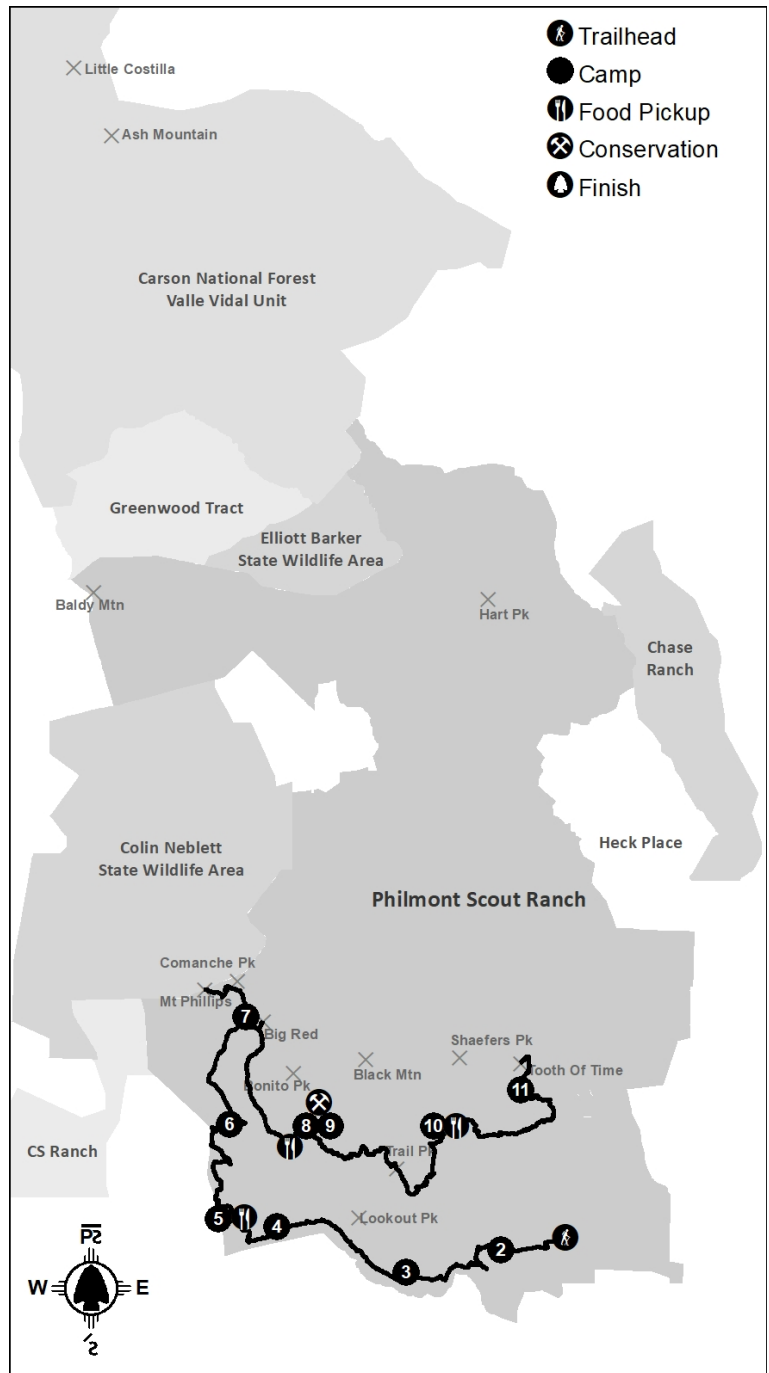 Trailhead
Camp
Food Pickup
Conservation
Finish
Little Costilla
Ash Mountain
Carson National Forest
Valle Vidal Unit
Greenwood Tract
Elliott Barker
State Wildlife Area
Baldy Mtn
Hart Pk
Chase
Ranch
Colin Neblett
State Wildlife Area
Heck Place
Philmont Scout Ranch
Comanche Pk
Mt Phillips
7
Big Red
Shaefers Pk
Black Mtn
Tooth Of Time
Bonito Pk
11
6
8
9
10
CS Ranch
Trail Pk
5
4
Lookout Pk
2
3
W
E